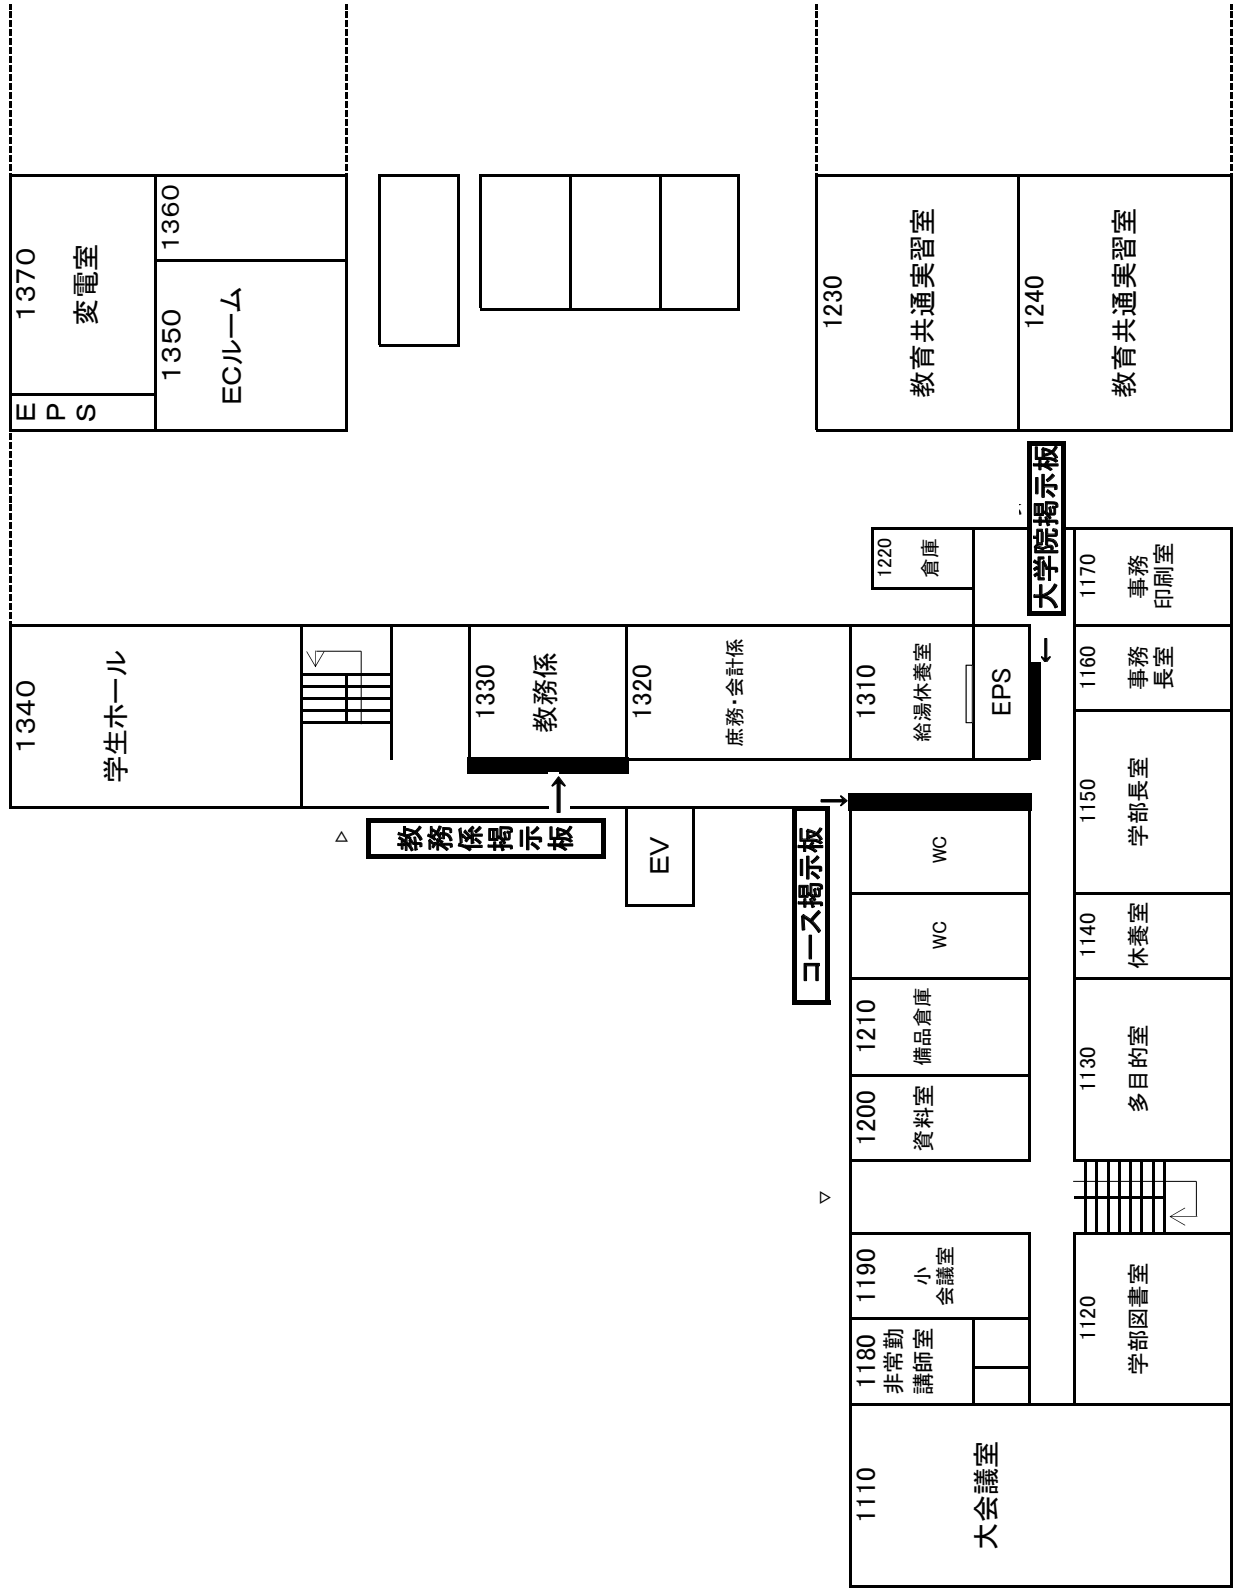 1370
変電室
EPS
1360
1350
ECルーム
1340
学生ホール
1330
教務係
1320
庶務・会計係
1310
給湯休養室
EPS
教務係掲示板
EV
コース掲示板
大学院掲示板
1230
教育共通実習室
1240
教育共通実習室
1220
倉庫
1170
事務
印刷室
1160
事務
長室
1150
学部長室
1140
休養室
1130
多目的室
1120
学部図書室
WC
WC
1210
備品倉庫
1200
資料室
1190
小
会議室
1180
非常勤
講師室
1110
大会議室